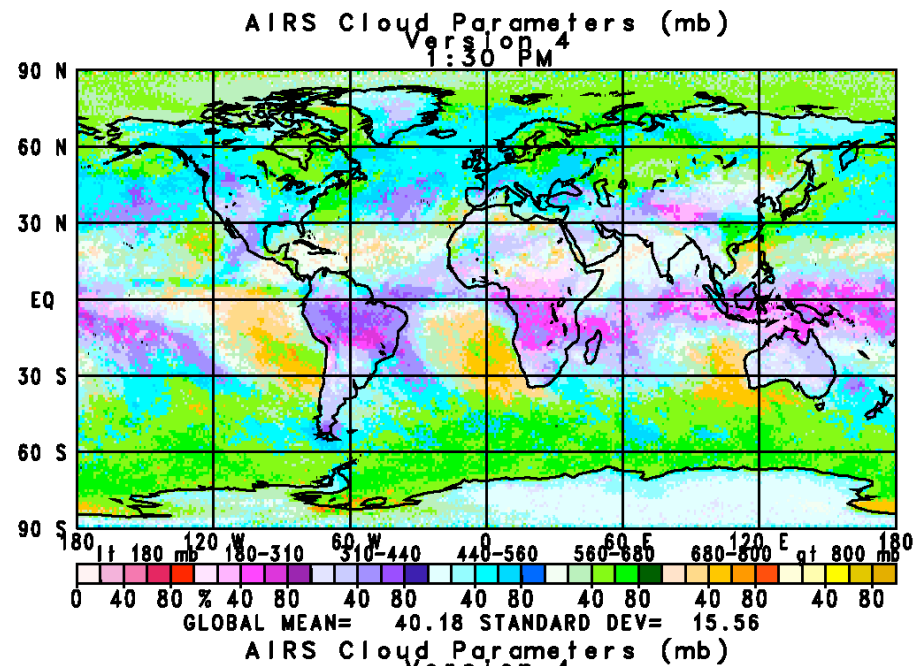 AIRS Cloud Parameters (mb)
Version 4
1:30 PM
90 N
60 N
30 N
EQ
30 S
60 S
90 S
180 120 W 60 W 0 60 E 120 E 180
lt 180 mb 180-310 310-440 440-560 560-680 680-800 gt 800 mb
0 40 80 % 40 80 40 80 40 80 40 80 40 80 40 80
GLOBAL MEAN= 40.18 STANDARD DEV= 15.56
AIRS Cloud Parameters (mb)
Version 4